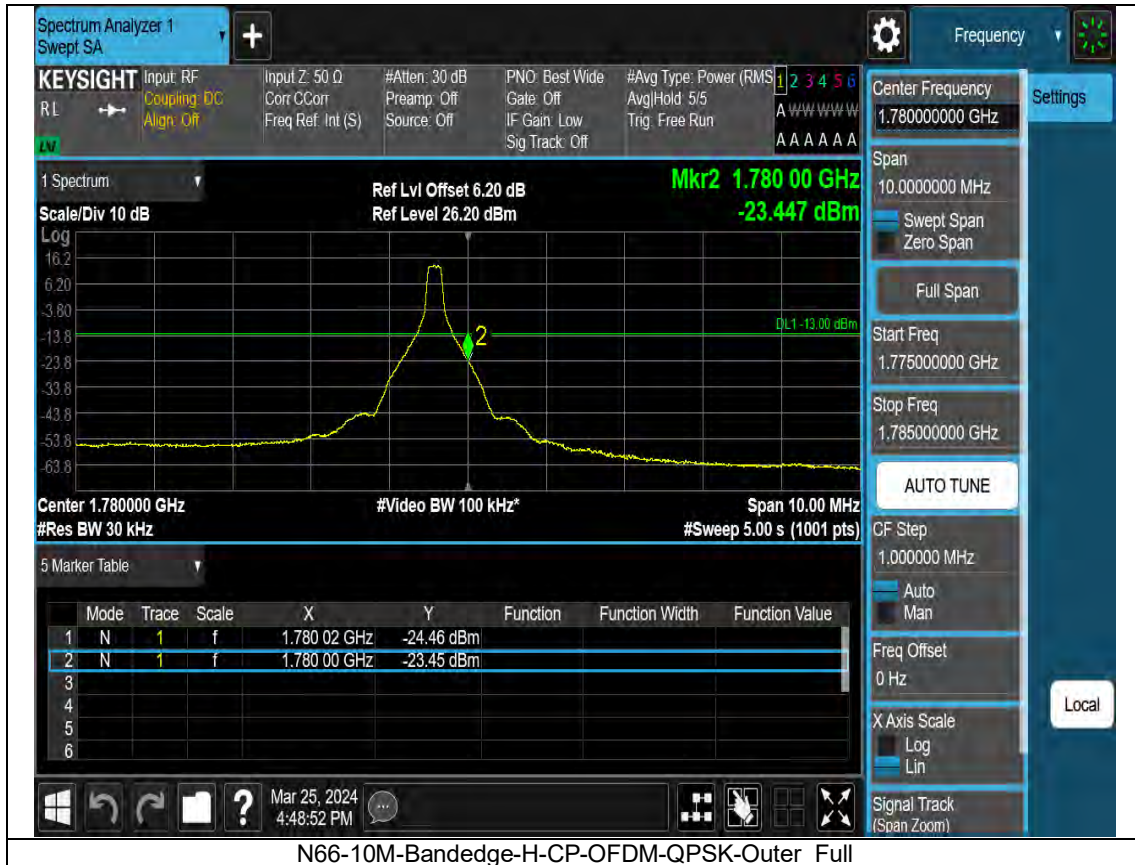 Spectrum Analyzer 1
Swept SA
+
Frequency
KEYSIGHT
RL
LXI
Input: RF
Coupling: DC
Align: Off
Input Z: 50 Ω
Corr CCorr
Freq Ref: Int (S)
#Atten: 30 dB
Preamp: Off
Source: Off
PNO: Best Wide
Gate: Off
IF Gain: Low
Sig Track: Off
#Avg Type: Power (RMS
Avg|Hold: 5/5
Trig: Free Run
1 2 3 4 5 6
A W W W W W
A A A A A A
1 Spectrum
Scale/Div 10 dB
Ref Lvl Offset 6.20 dB
Ref Level 26.20 dBm
Mkr2 1.780 00 GHz
-23.447 dBm
Log
16.2
6.20
-3.80
-13.8
-23.8
-33.8
-43.8
-53.8
-63.8
2
DL1 -13.00 dBm
Center 1.780000 GHz
#Res BW 30 kHz
#Video BW 100 kHz*
Span 10.00 MHz
#Sweep 5.00 s (1001 pts)
5 Marker Table
Mode Trace Scale X Y Function Function Width Function Value
1 N 1 f 1.780 02 GHz -24.46 dBm
2 N 1 f 1.780 00 GHz -23.45 dBm
3
4
5
6
Mar 25, 2024
4:48:52 PM
?
Center Frequency
1.780000000 GHz
Settings
Span
10.0000000 MHz
Swept Span
Zero Span
Full Span
Start Freq
1.775000000 GHz
Stop Freq
1.785000000 GHz
AUTO TUNE
CF Step
1.000000 MHz
Auto
Man
Freq Offset
0 Hz
Local
X Axis Scale
Log
Lin
Signal Track
(Span Zoom)
N66-10M-Bandedge-H-CP-OFDM-QPSK-Outer_Full